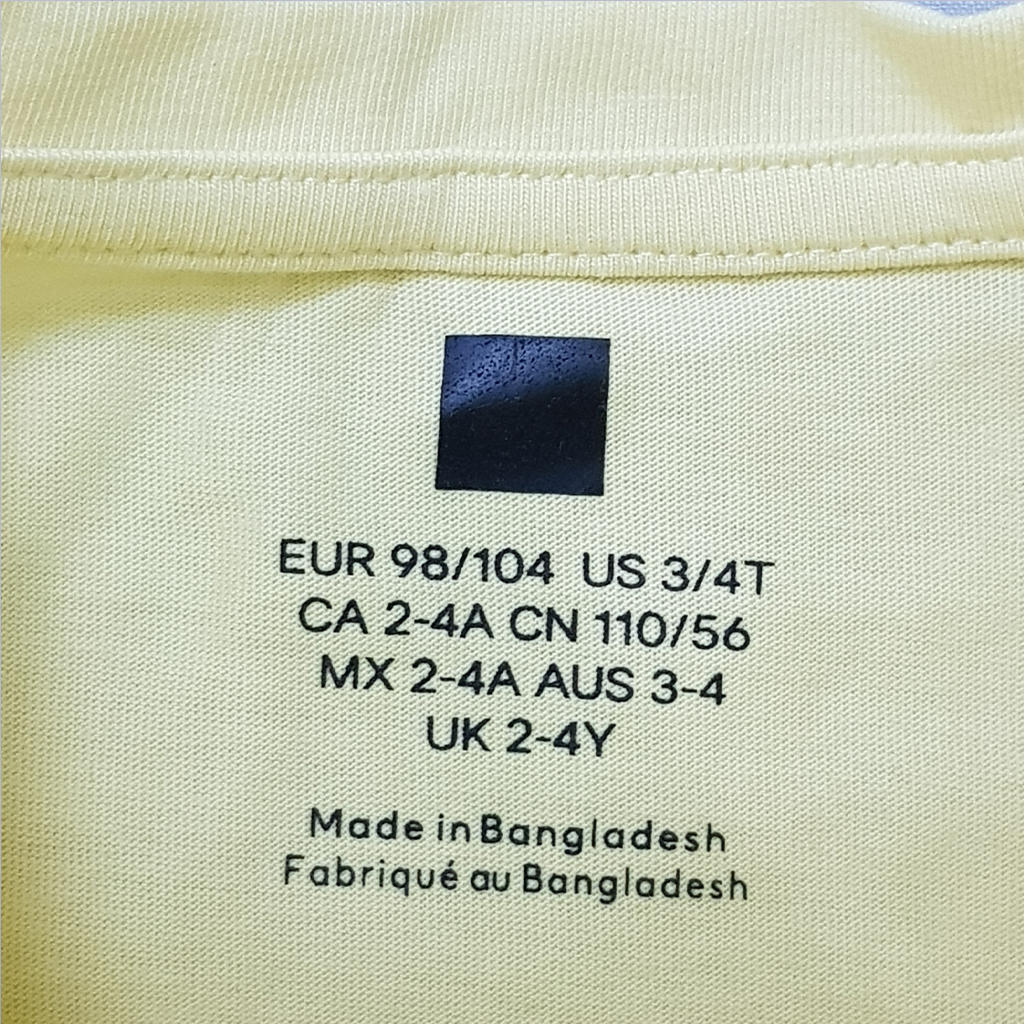 EUR 98/104 US 3/4T
CA 2-4A CN 110/56
MX 2-4A AUS 3-4
UK 2-4Y
Made in Bangladesh
Fabriqué au Bangladesh